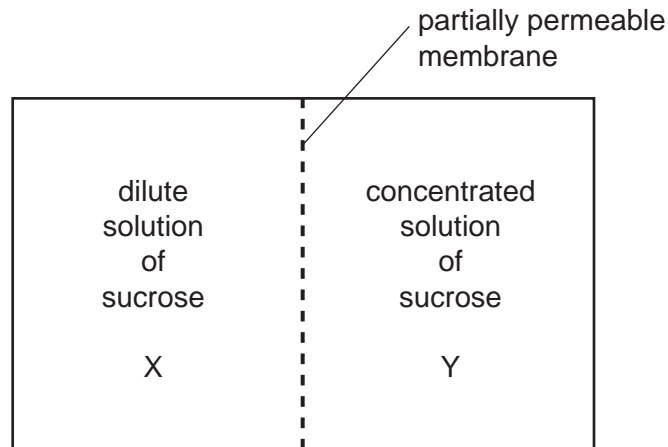 partially permeable
membrane
dilute
solution
of
sucrose
X
concentrated
solution
of
sucrose
Y